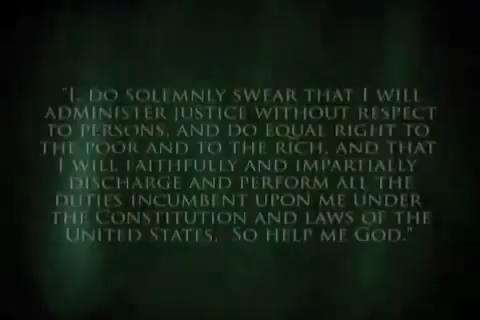 "I, do solemnly swear that I will
administer justice without respect
to persons, and do equal right to
the poor and to the rich, and that
I will faithfully and impartially
discharge and perform all the
duties incumbent upon me under
the Constitution and laws of the
United States. So help me God."